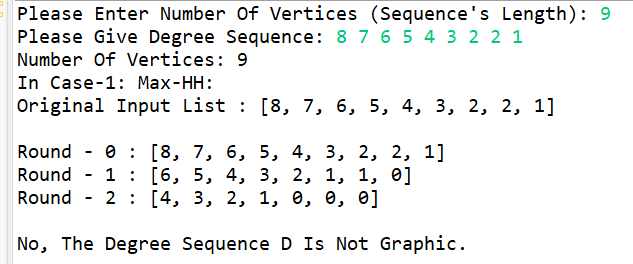 Please Enter Number Of Vertices (Sequence's Length): 9
Please Give Degree Sequence: 8 7 6 5 4 3 2 2 1
Number Of Vertices: 9
In Case-1: Max-HH:
Original Input List : [8, 7, 6, 5, 4, 3, 2, 2, 1]
Round - 0 : [8, 7, 6, 5, 4, 3, 2, 2, 1]
Round - 1 : [6, 5, 4, 3, 2, 1, 1, 0]
Round - 2 : [4, 3, 2, 1, 0, 0, 0]
No, The Degree Sequence D Is Not Graphic.